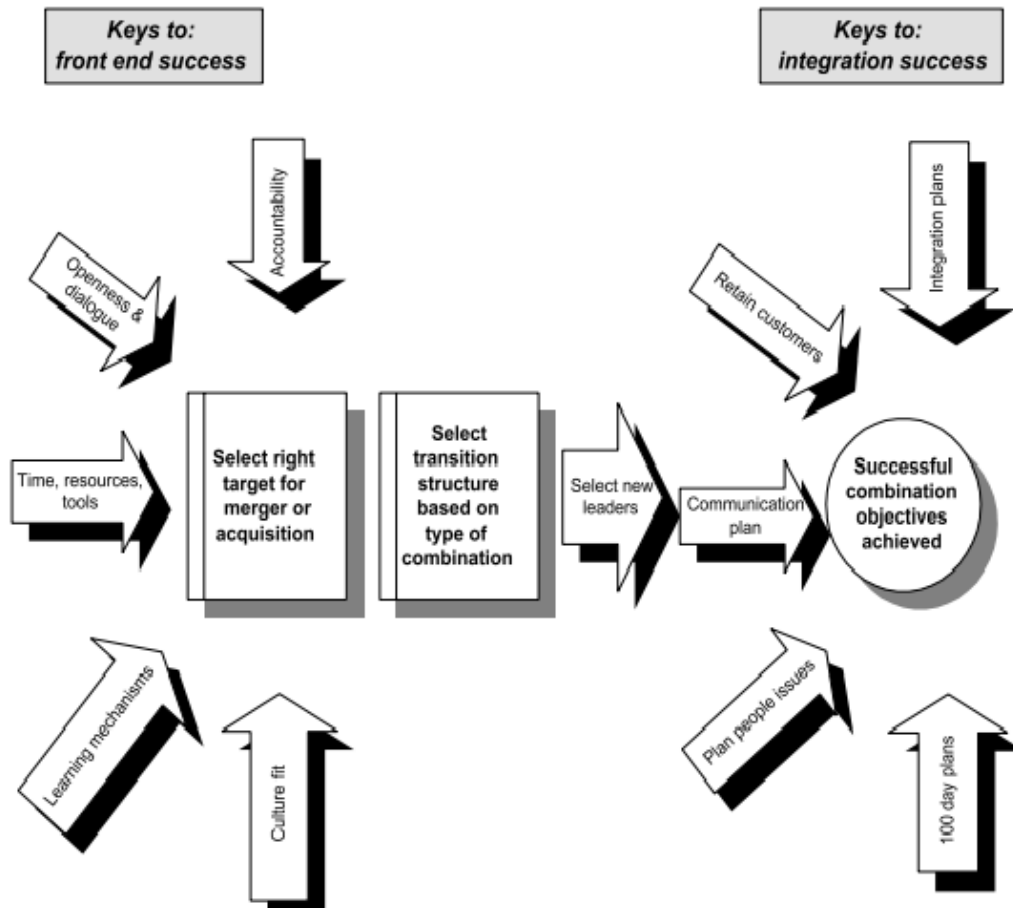 Keys to:
front end success
Keys to:
integration success
Accountability
Integration plans
Openness &
dialogue
Retain customers
Time, resources,
tools
Select right
target for
merger or
acquisition
Select
transition
structure
based on
type of
combination
Select new
leaders
Communication
plan
Successful
combination
objectives
achieved
Learning mechanisms
Culture fit
Plan people issues
100 day plans